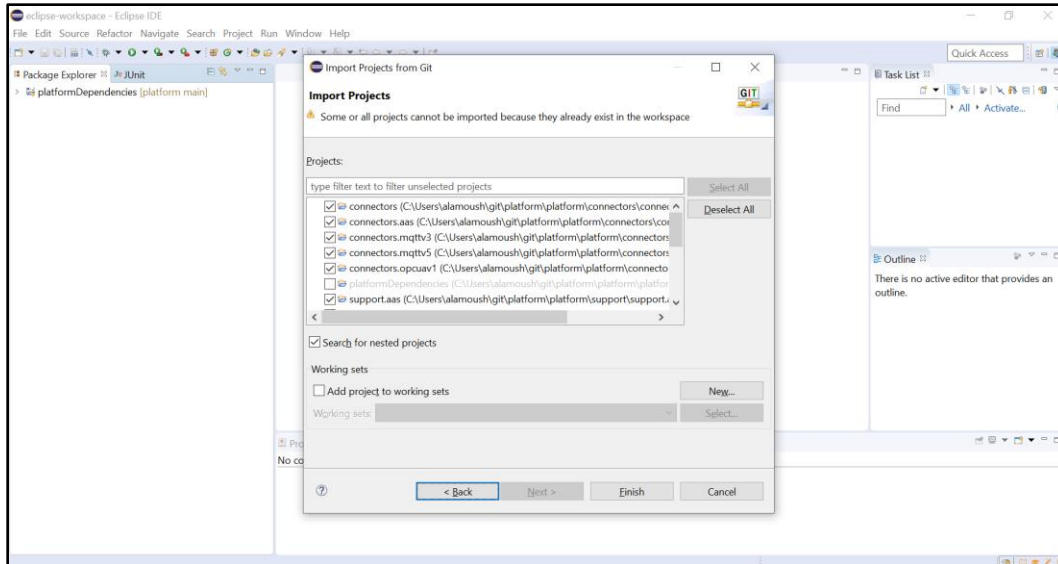 eclipse-workspace - Eclipse IDE
File Edit Source Refactor Navigate Search Project Run Window Help
Quick Access
Package Explorer JUnit
platformDependencies [platform main]
Import Projects from Git
Import Projects
GIT
Some or all projects cannot be imported because they already exist in the workspace
Projects:
type filter text to filter unselected projects
Select All
Deselect All
connectors (C:\Users\alamoush\git\platform\platform\connectors\connec
connectors.aas (C:\Users\alamoush\git\platform\platform\connectors\cor
connectors.mqttv3 (C:\Users\alamoush\git\platform\platform\connectors
connectors.mqttv5 (C:\Users\alamoush\git\platform\platform\connectors
connectors.opcuav1 (C:\Users\alamoush\git\platform\platform\connecto
platformDependencies (C:\Users\alamoush\git\platform\platform\platfor
support.aas (C:\Users\alamoush\git\platform\platform\support\support.a
Search for nested projects
Working sets
Add project to working sets
New...
Working sets:
Select...
< Back
Next >
Finish
Cancel
Task List
Find
All
Activate...
Outline
There is no active editor that provides an
outline.
Pro
No co